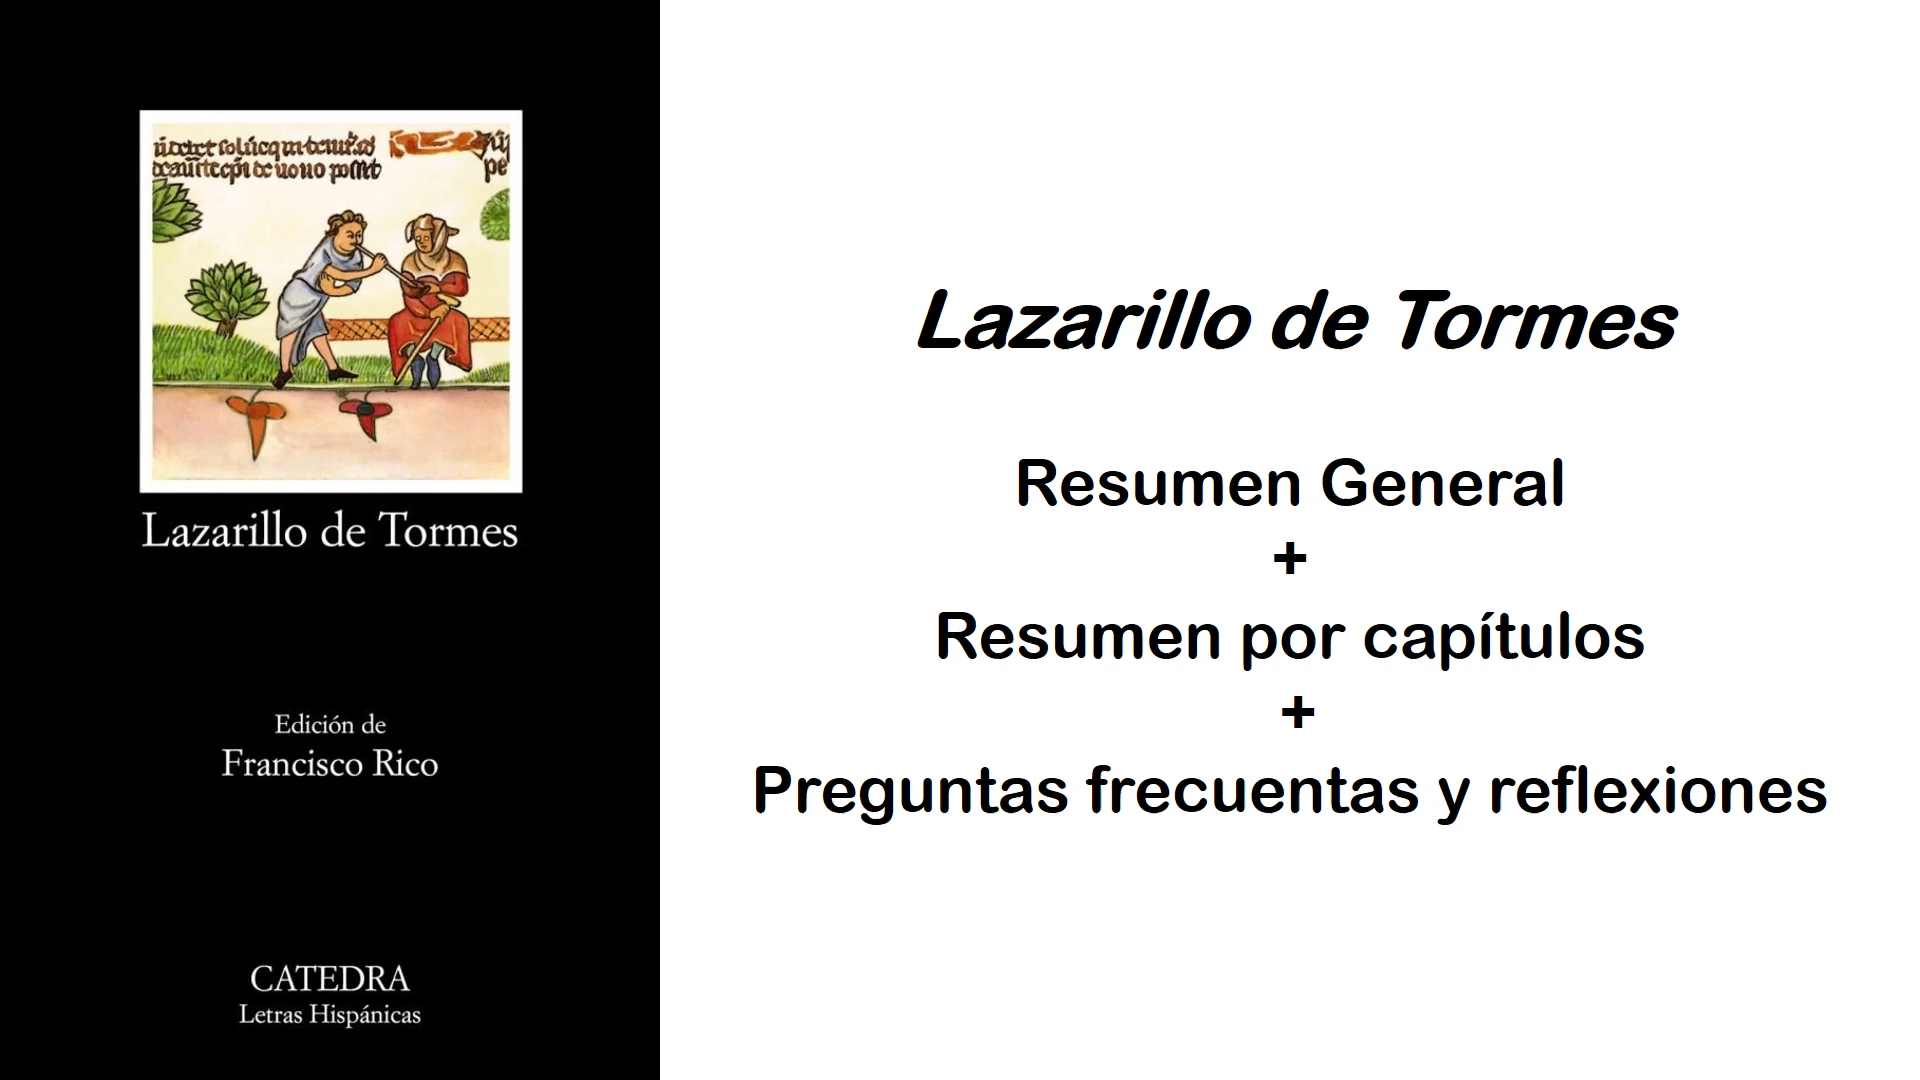 Lazarillo de Tormes
Edición de
Francisco Rico
CATEDRA
Letras Hispánicas
Lazarillo de Tormes
Resumen General
+
Resumen por capítulos
+
Preguntas frecuentas y reflexiones